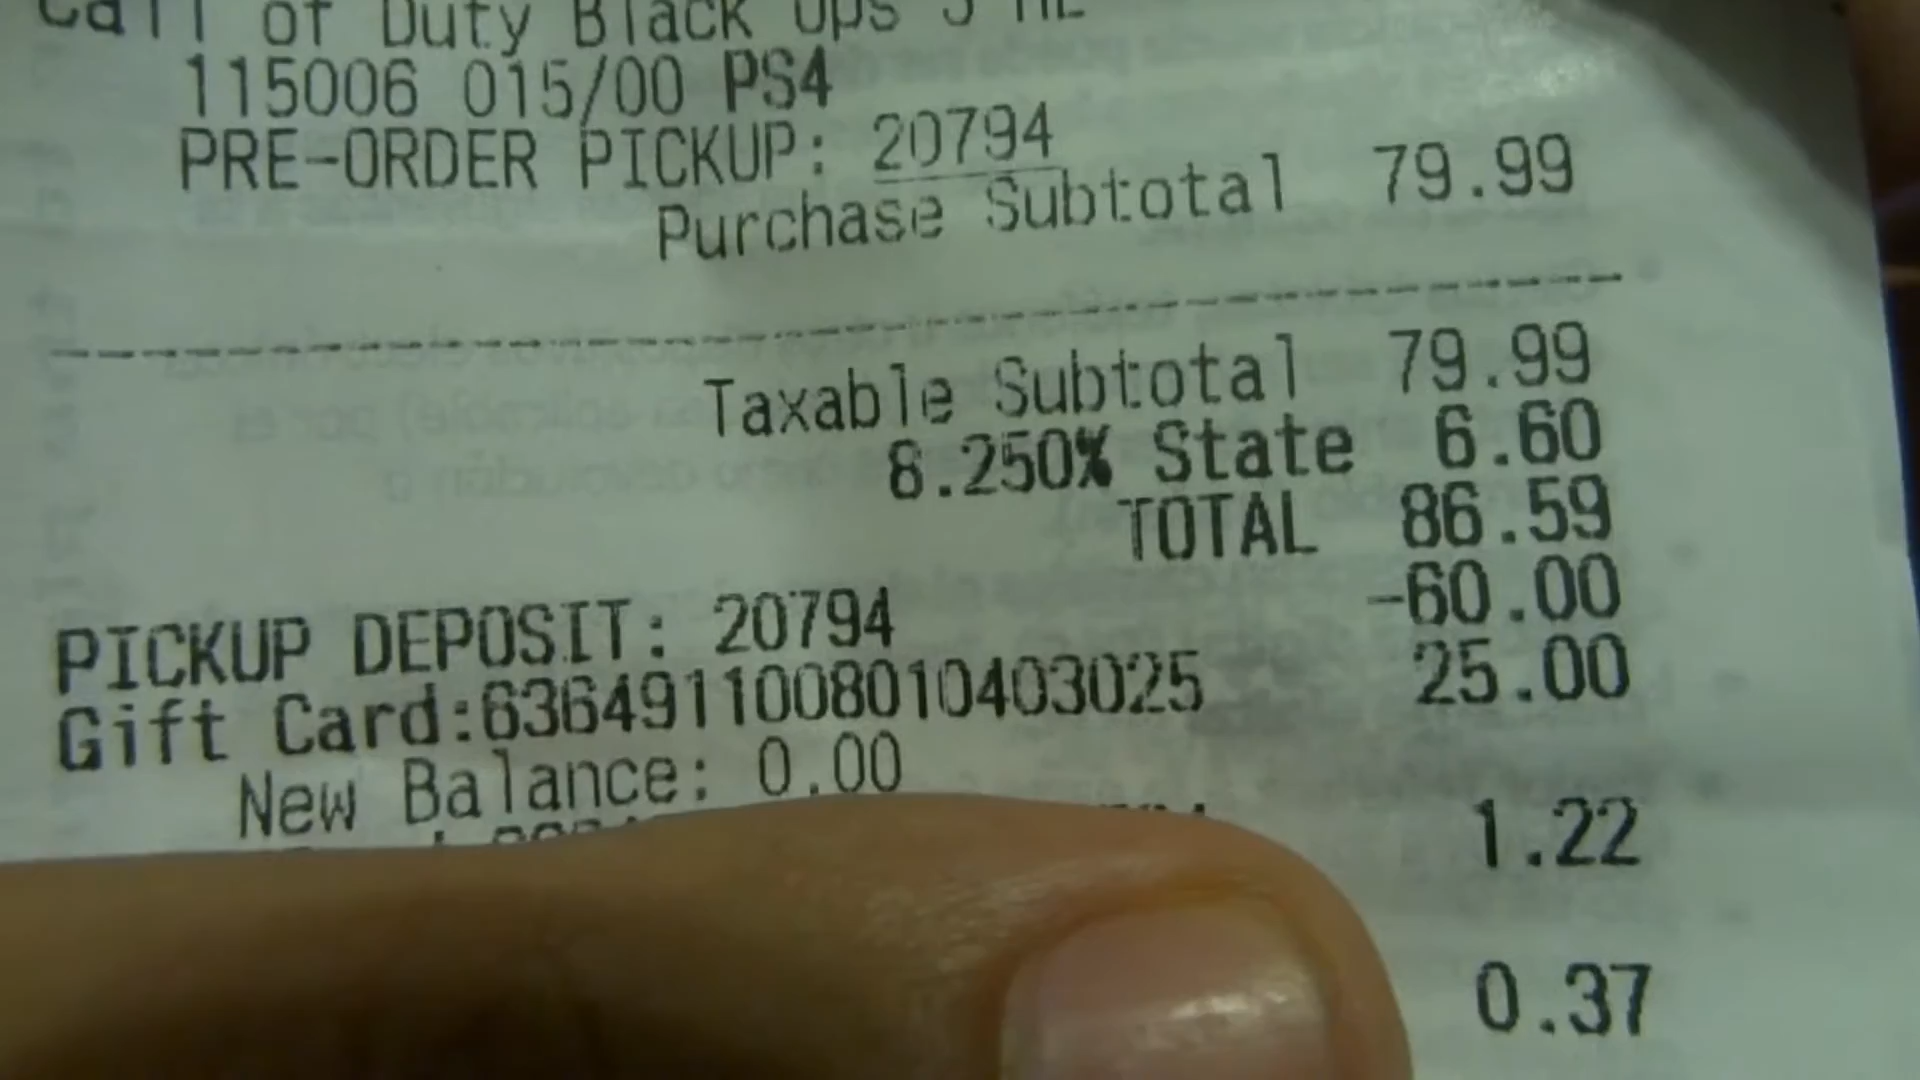 Call of Duty Black Ops 3 HE
115006 015/00 PS4
PRE-ORDER PICKUP: 20794
Purchase Subtotal 79.99
Taxable Subtotal 79.99
8.250% State 6.60
TOTAL 86.59
PICKUP DEPOSIT: 20794 -60.00
Gift Card:6364911008010403025 25.00
New Balance: 0.00
1.22
0.37